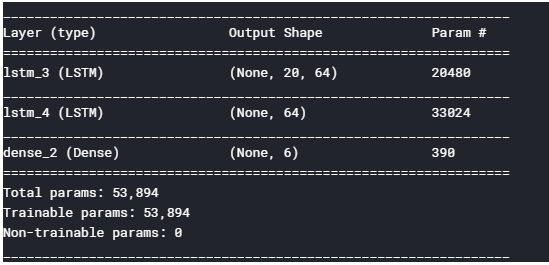 _________________________________________________________________
Layer (type)                 Output Shape              Param #
=================================================================
lstm_3 (LSTM)                (None, 20, 64)            20480
_________________________________________________________________
lstm_4 (LSTM)                (None, 64)                33024
_________________________________________________________________
dense_2 (Dense)              (None, 6)                 390
=================================================================
Total params: 53,894
Trainable params: 53,894
Non-trainable params: 0
_________________________________________________________________